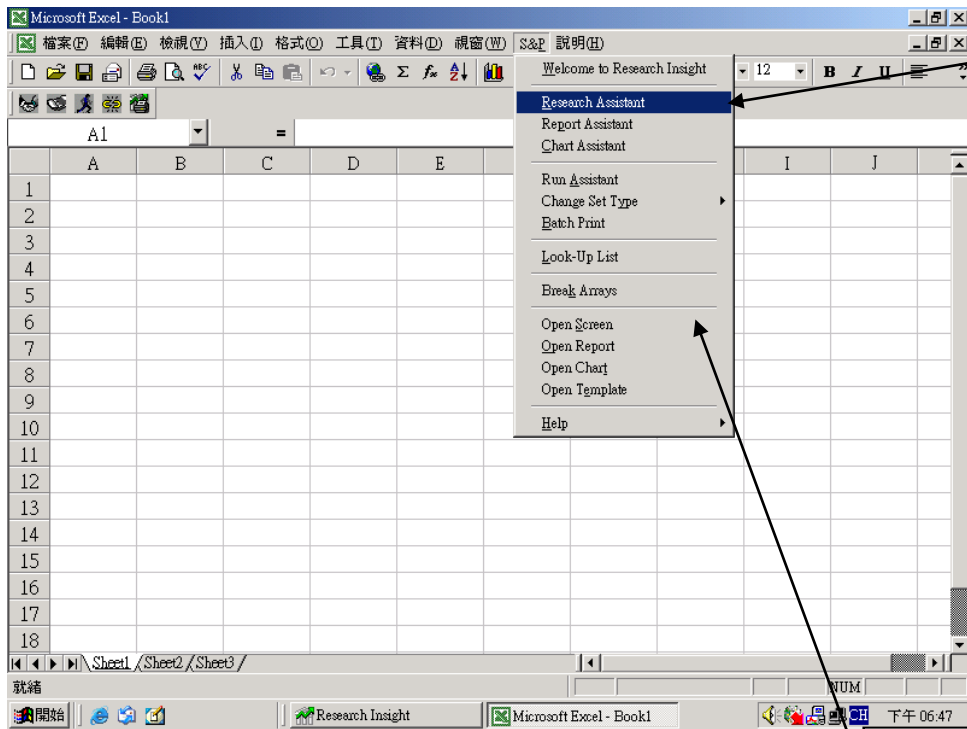 Microsoft Excel - Book1
檔案(F) 編輯(E) 檢視(V) 插入(I) 格式(O) 工具(T) 資料(D) 視窗(W) S&P 說明(H)
ABC Σ fx 12 B I U
Welcome to Research Insight
Research Assistant
Report Assistant
Chart Assistant
Run Assistant
Change Set Type
Batch Print
Look-Up List
Break Arrays
Open Screen
Open Report
Open Chart
Open Template
Help
A1 =
A B C D E I J
1
2
3
4
5
6
7
8
9
10
11
12
13
14
15
16
17
18
Sheet1 Sheet2 Sheet3
就緒 NUM
開始 Research Insight Microsoft Excel - Book1 CH 下午 06:47